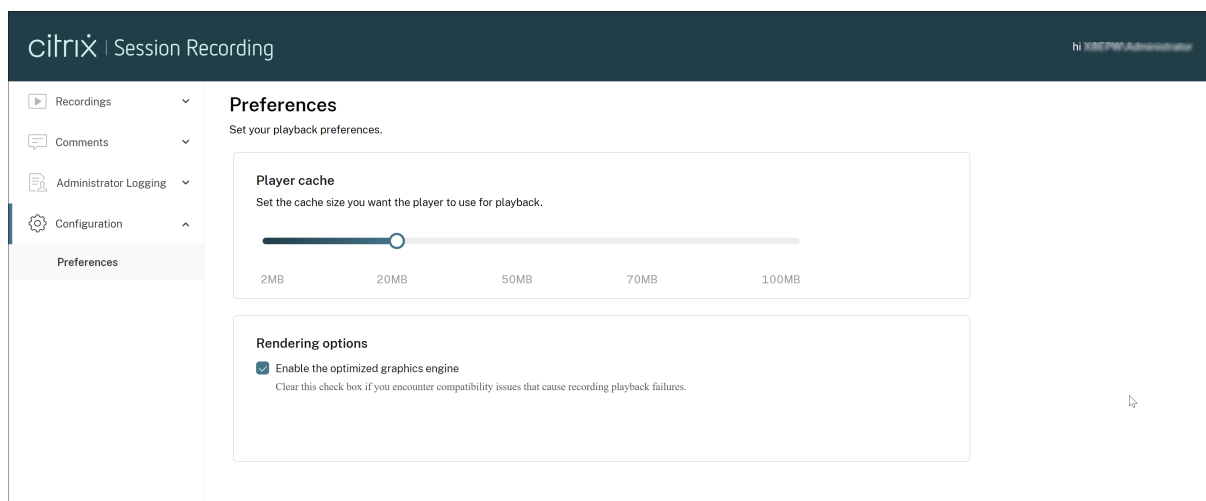 citrix | Session Recording
hi
Recordings
Comments
Administrator Logging
Configuration
Preferences
Preferences
Set your playback preferences.
Player cache
Set the cache size you want the player to use for playback.
2MB 20MB 50MB 70MB 100MB
Rendering options
Enable the optimized graphics engine
Clear this check box if you encounter compatibility issues that cause recording playback failures.